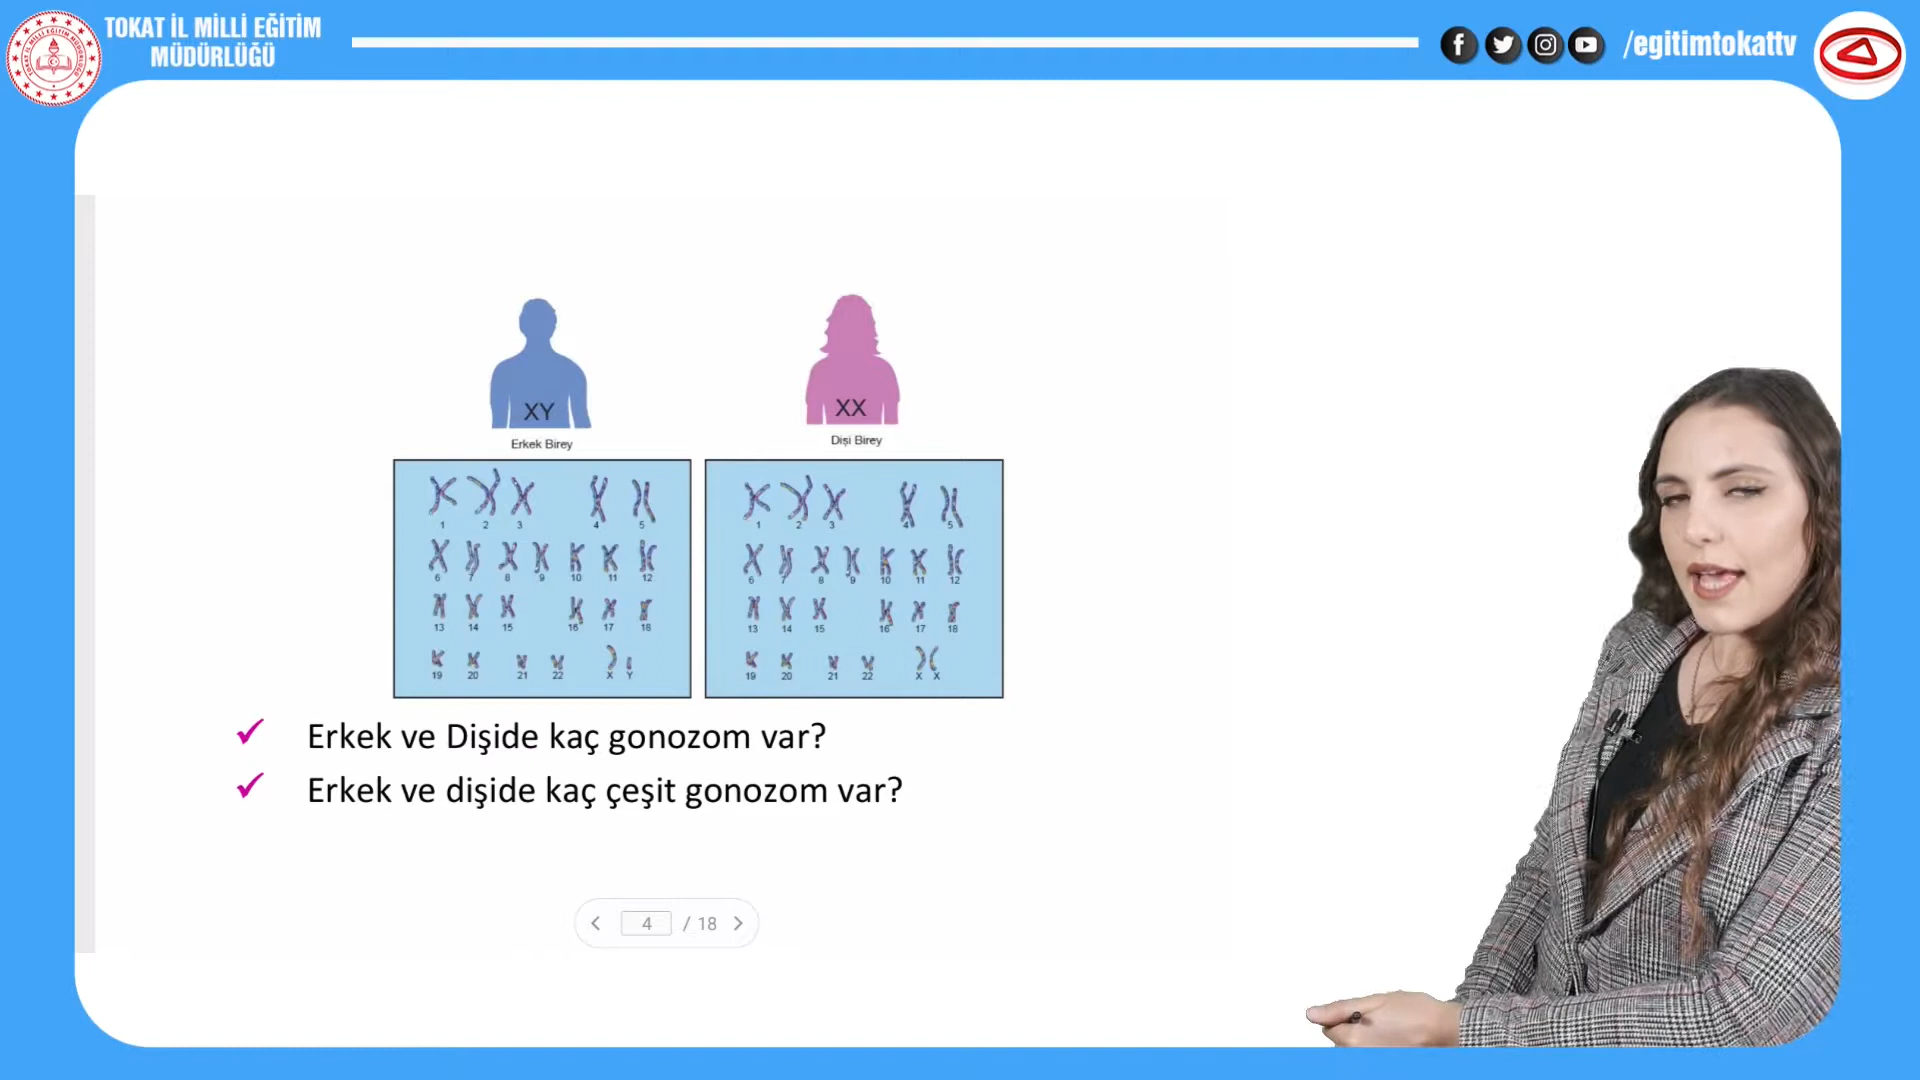 TOKAT İL MİLLİ EĞİTİM
MÜDÜRLÜĞÜ
/egitimtokattv
XY
XX
Erkek Birey
Dişi Birey
1 2 3 4 5
6 7 8 9 10 11 12
13 14 15 16 17 18
19 20 21 22 X Y
1 2 3 4 5
6 7 8 9 10 11 12
13 14 15 16 17 18
19 20 21 22 X X
✓ Erkek ve Dişide kaç gonozom var?
✓ Erkek ve dişide kaç çeşit gonozom var?
< 4 / 18 >